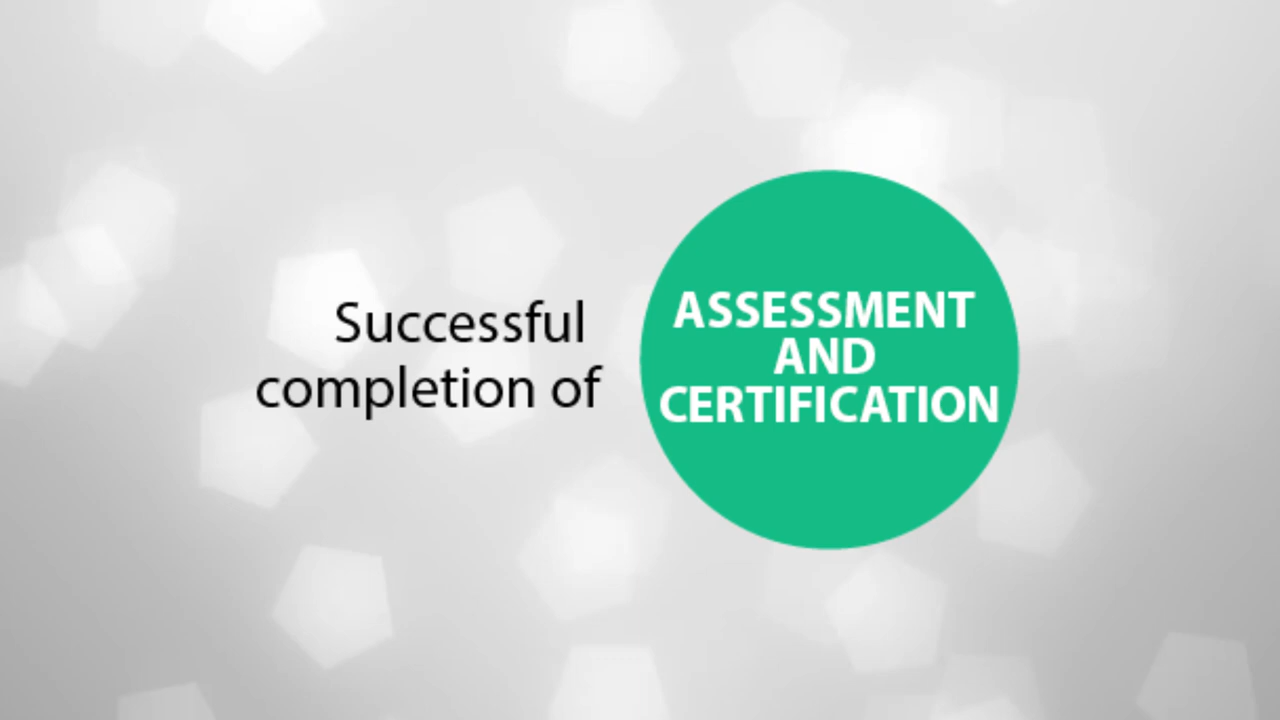 Successful
completion of
ASSESSMENT
AND
CERTIFICATION